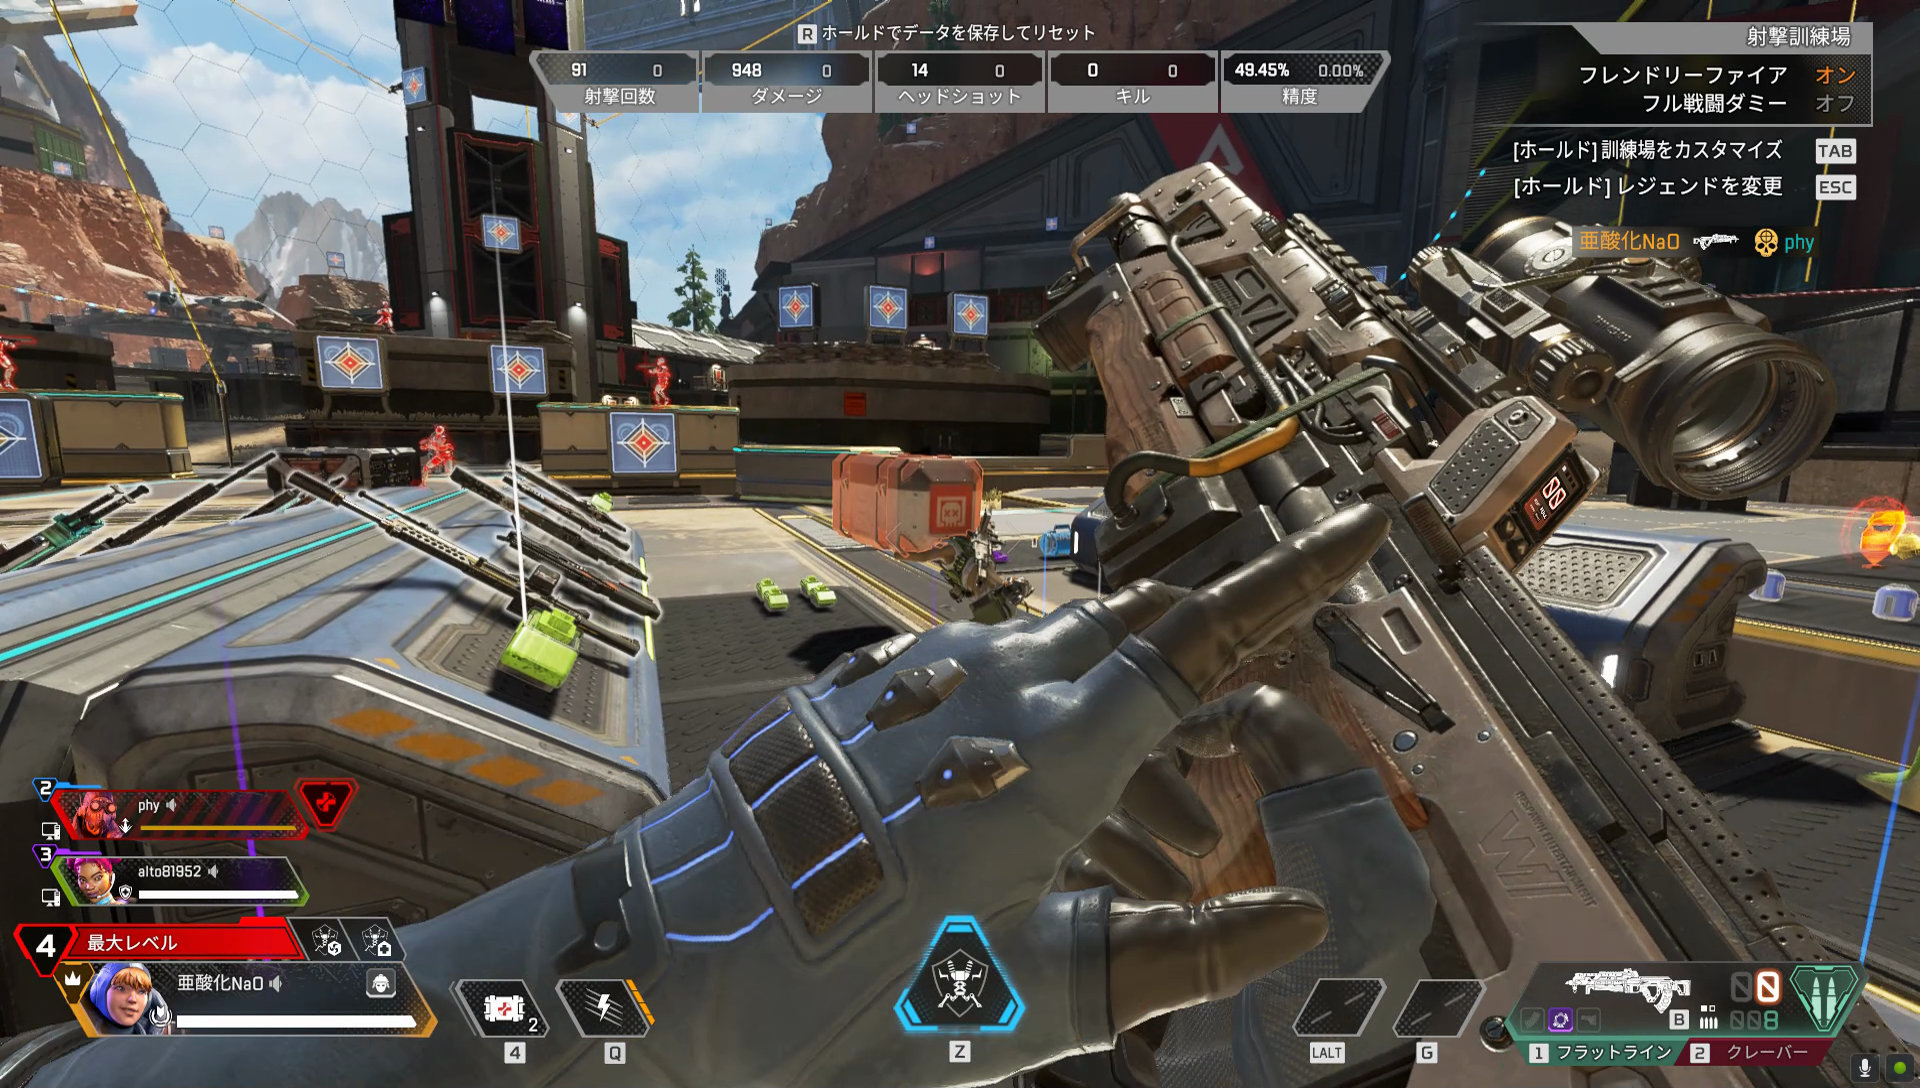 R ホールドでデータを保存してリセット
91 0 948 0 14 0 0 0 49.45% 0.00%
射撃回数 ダメージ ヘッドショット キル 精度
射撃訓練場
フレンドリーファイア オン
フル戦闘ダミー オフ
[ホールド]訓練場をカスタマイズ TAB
[ホールド]レジェンドを変更 ESC
亜酸化NaO phy
00
2 phy
3 alto81952
4 最大レベル
亜酸化NaO
2
4 Q Z LALT G
00
B 008
1 フラットライン 2 クレーバー